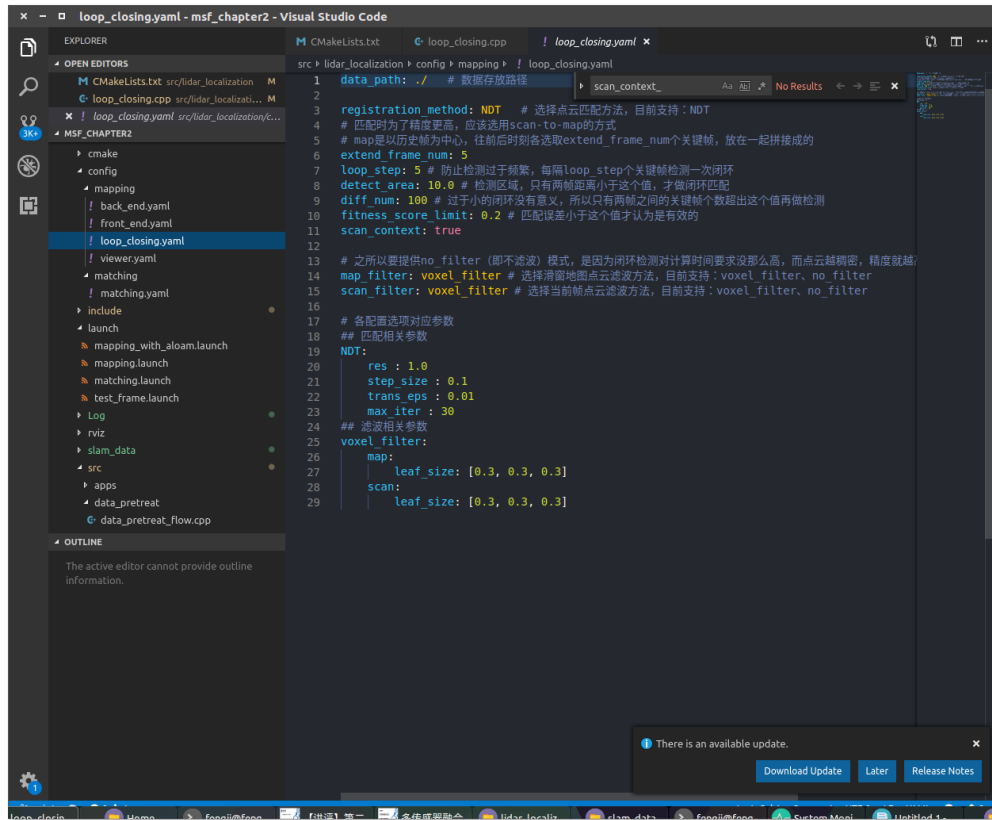 loop_closing.yaml - msf_chapter2 - Visual Studio Code
EXPLORER
OPEN EDITORS
CMakeLists.txt src/lidar_localization M
loop_closing.cpp src/lidar_localizati... M
loop_closing.yaml src/lidar_localization/c...
3K+
MSF_CHAPTER2
cmake
config
mapping
! back_end.yaml
! front_end.yaml
! loop_closing.yaml
! viewer.yaml
matching
! matching.yaml
include
launch
mapping_with_aloam.launch
mapping.launch
matching.launch
test_frame.launch
Log
rviz
slam_data
src
apps
data_pretreat
data_pretreat_flow.cpp
OUTLINE
The active editor cannot provide outline
information.
1
M CMakeLists.txt
loop_closing.cpp
! loop_closing.yaml
src lidar_localization config mapping ! loop_closing.yaml
scan_context_ Aa Abl .* No Results
1 data_path: ./ # 数据存放路径
2
3 registration_method: NDT # 选择点云匹配方法，目前支持：NDT
4 # 匹配时为了精度更高，应该选用scan-to-map的方式
5 # map是以历史帧为中心，往前后时刻各选取extend_frame_num个关键帧，放在一起拼接成的
6 extend_frame_num: 5
7 loop_step: 5 # 防止检测过于频繁，每隔loop_step个关键帧检测一次闭环
8 detect_area: 10.0 # 检测区域，只有两帧距离小于这个值，才做闭环匹配
9 diff_num: 100 # 过于小的闭环没有意义，所以只有两帧之间的关键帧个数超出这个值再做检测
10 fitness_score_limit: 0.2 # 匹配误差小于这个值才认为是有效的
11 scan_context: true
12
13 # 之所以要提供no_filter（即不滤波）模式，是因为闭环检测对计算时间要求没那么高，而点云越稠密，精度就越
14 map_filter: voxel_filter # 选择滑窗地图点云滤波方法，目前支持：voxel_filter、no_filter
15 scan_filter: voxel_filter # 选择当前帧点云滤波方法，目前支持：voxel_filter、no_filter
16
17 # 各配置选项对应参数
18 ## 匹配相关参数
19 NDT:
20 res : 1.0
21 step_size : 0.1
22 trans_eps : 0.01
23 max_iter : 30
24 ## 滤波相关参数
25 voxel_filter:
26 map:
27 leaf_size: [0.3, 0.3, 0.3]
28 scan:
29 leaf_size: [0.3, 0.3, 0.3]
There is an available update.
Download Update
Later
Release Notes